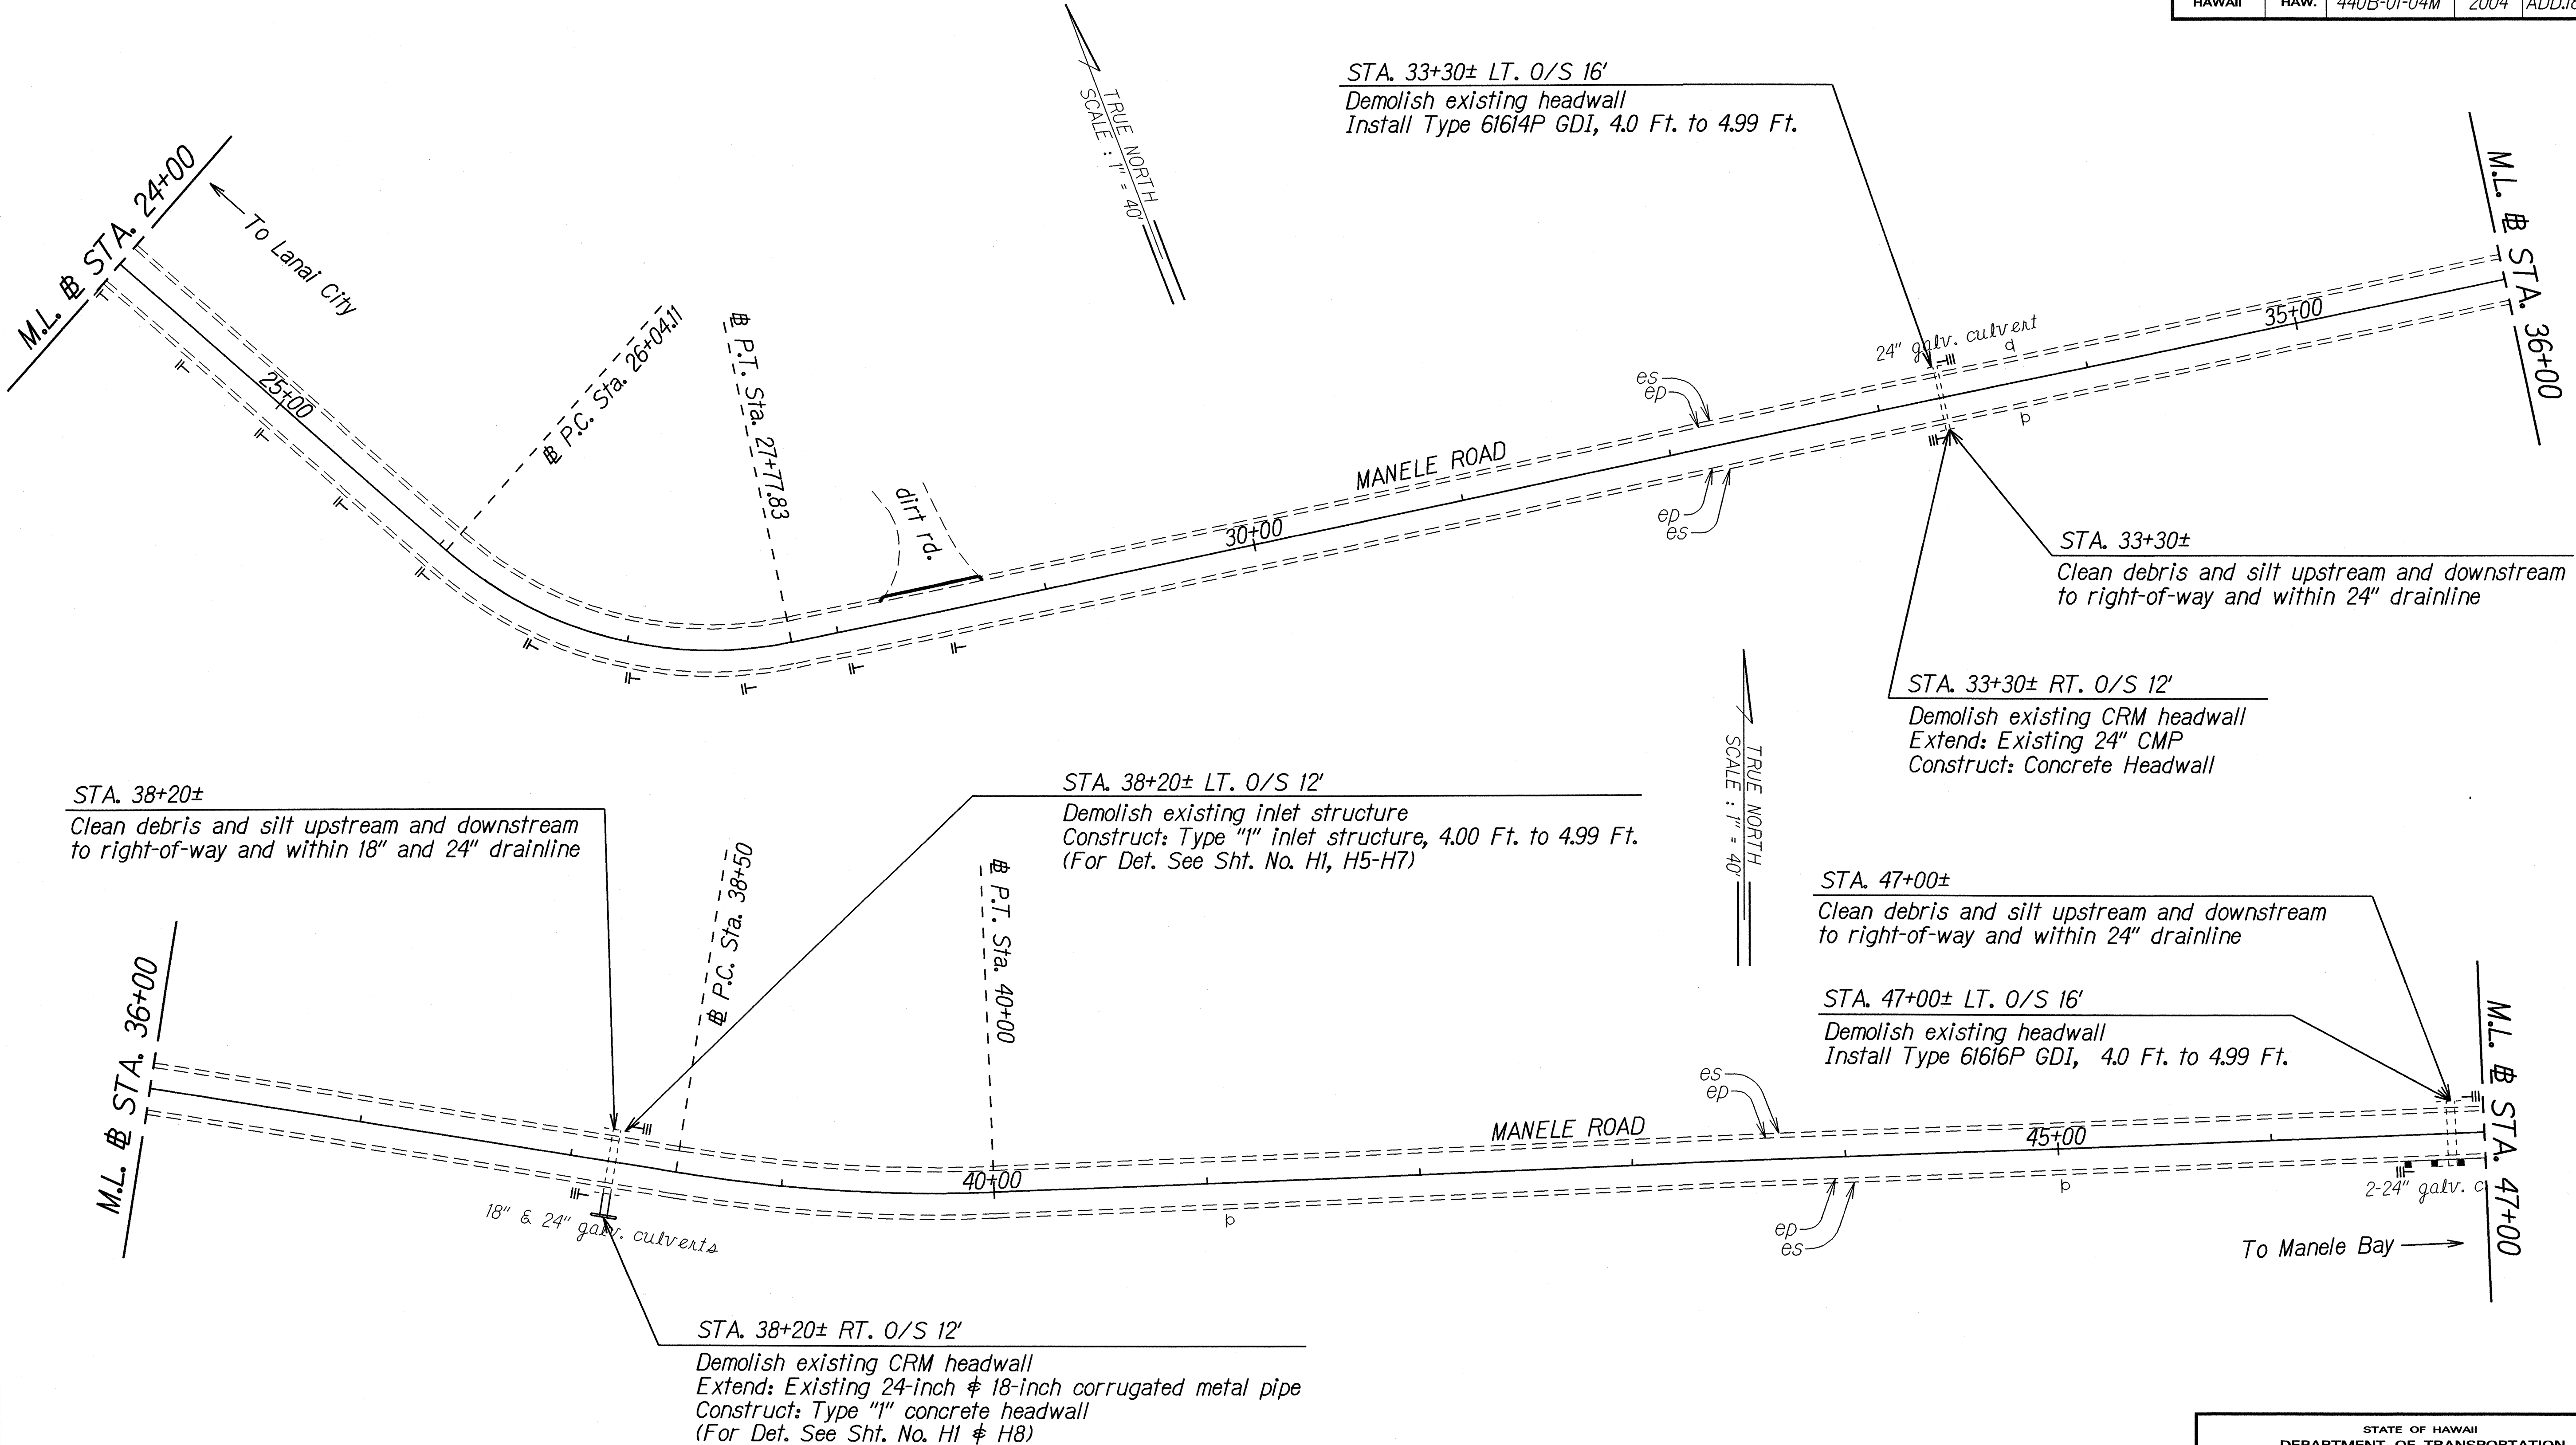 HAWAII HAW. 440B-01-04M 2004
TRUE NORTH
SCALE : 1" = 40'
STA. 33+30± LT. O/S 16'
Demolish existing headwall
Install Type 61614P GDI, 4.0 Ft. to 4.99 Ft.
M.L. ⅊ STA. 24+00
To Lanai City
25+00
⅊ P.C. Sta. 26+04.11
⅊ P.T. Sta. 27+77.83
dirt rd.
30+00
MANELE ROAD
es
ep
ep
es
24" galv. culvert
d
p
35+00
M.L. ⅊ STA. 36+00
STA. 33+30±
Clean debris and silt upstream and downstream
to right-of-way and within 24" drainline
STA. 33+30± RT. O/S 12'
Demolish existing CRM headwall
Extend: Existing 24" CMP
Construct: Concrete Headwall
TRUE NORTH
SCALE : 1" = 40'
STA. 38+20±
Clean debris and silt upstream and downstream
to right-of-way and within 18" and 24" drainline
STA. 38+20± LT. O/S 12'
Demolish existing inlet structure
Construct: Type "1" inlet structure, 4.00 Ft. to 4.99 Ft.
(For Det. See Sht. No. H1, H5-H7)
M.L. ⅊ STA. 36+00
⅊ P.C. Sta. 38+50
⅊ P.T. Sta. 40+00
STA. 47+00±
Clean debris and silt upstream and downstream
to right-of-way and within 24" drainline
STA. 47+00± LT. O/S 16'
Demolish existing headwall
Install Type 61616P GDI, 4.0 Ft. to 4.99 Ft.
18" & 24" galv. culverts
40+00
p
MANELE ROAD
es
ep
ep
es
45+00
p
2-24" galv. c
M.L. ⅊ STA. 47+00
To Manele Bay
STA. 38+20± RT. O/S 12'
Demolish existing CRM headwall
Extend: Existing 24-inch & 18-inch corrugated metal pipe
Construct: Type "1" concrete headwall
(For Det. See Sht. No. H1 & H8)
STATE OF HAWAII
DEPARTMENT OF TRANSPORTATION